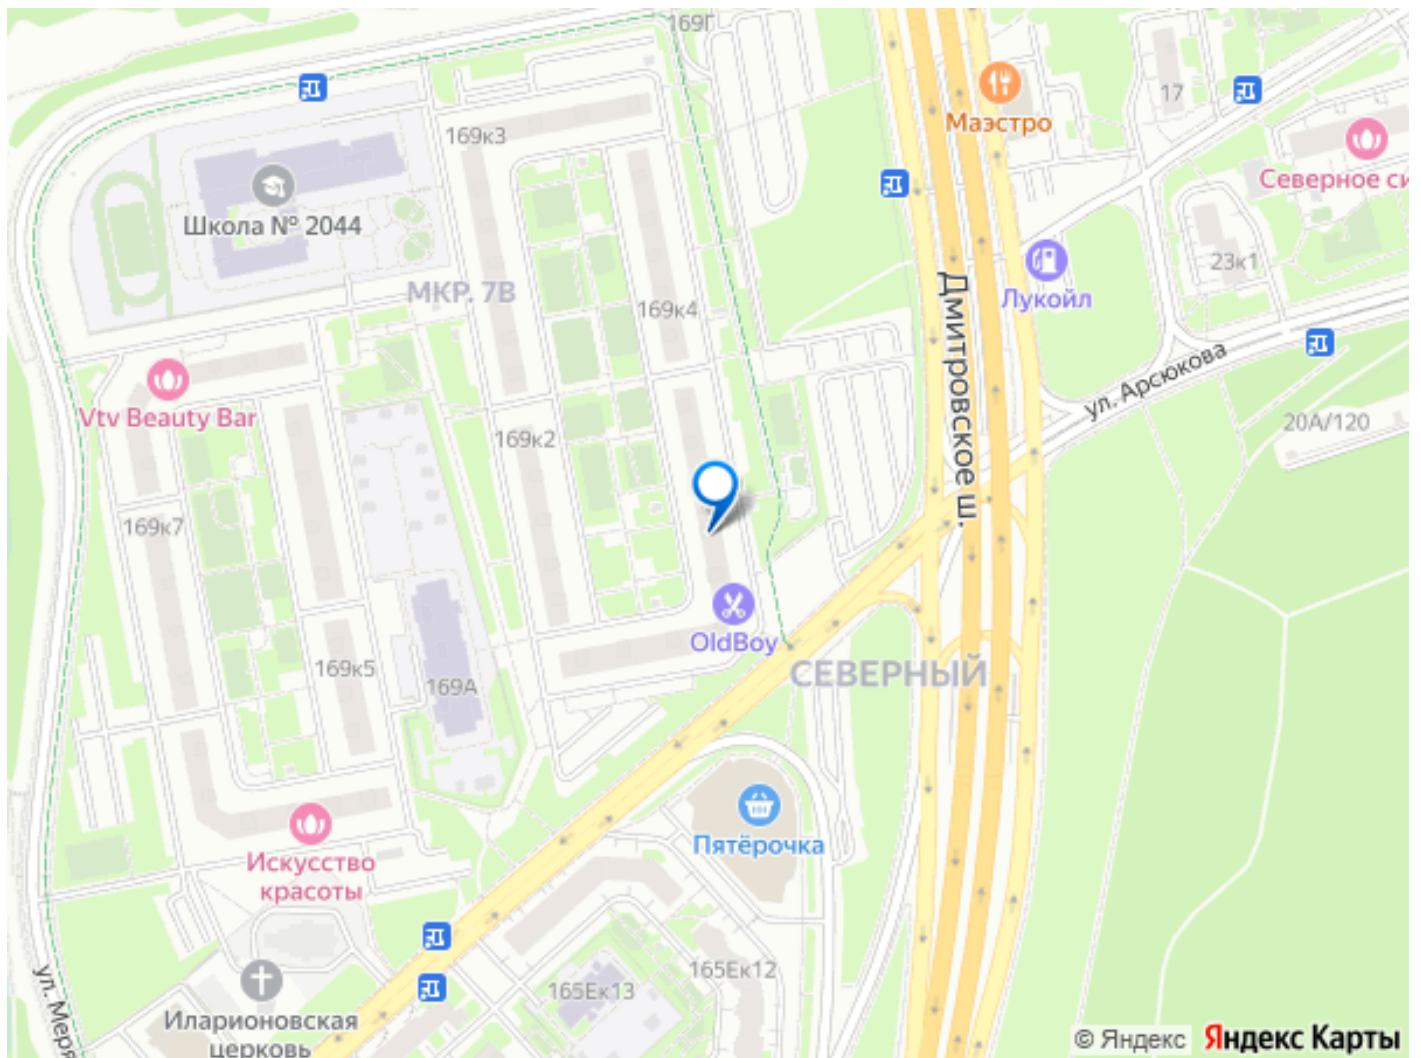 169Г
169к3
Маэстро
17
Северное си
Школа № 2044
23к1
МКР. 7В
169к4
Дмитровское ш.
Лукойл
ул. Арсюкова
Vtv Beauty Bar
20А/120
169к2
169к7
OldBoy
169к5
169А
СЕВЕРНЫЙ
Пятёрочка
Искусство
красоты
165Ек12
165Ек13
ул. Меря
Иларионовская
церковь
© Яндекс Яндекс Карты